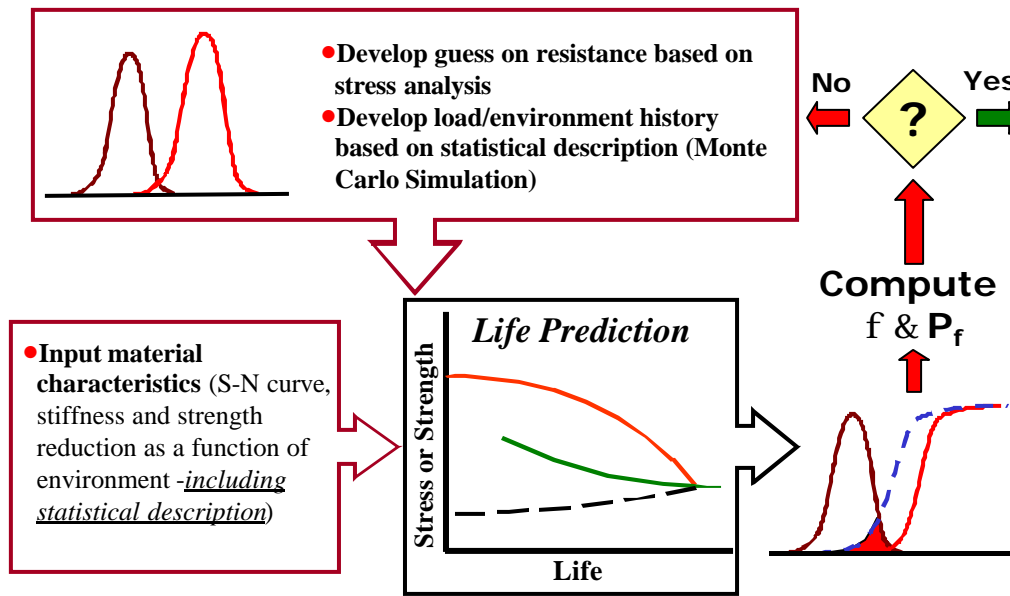 ●Develop guess on resistance based on
stress analysis
●Develop load/environment history
based on statistical description (Monte
Carlo Simulation)
No
Yes
?
Compute
f & Pf
●Input material
characteristics (S-N curve,
stiffness and strength
reduction as a function of
environment -including
statistical description)
Life Prediction
Stress or Strength
Life